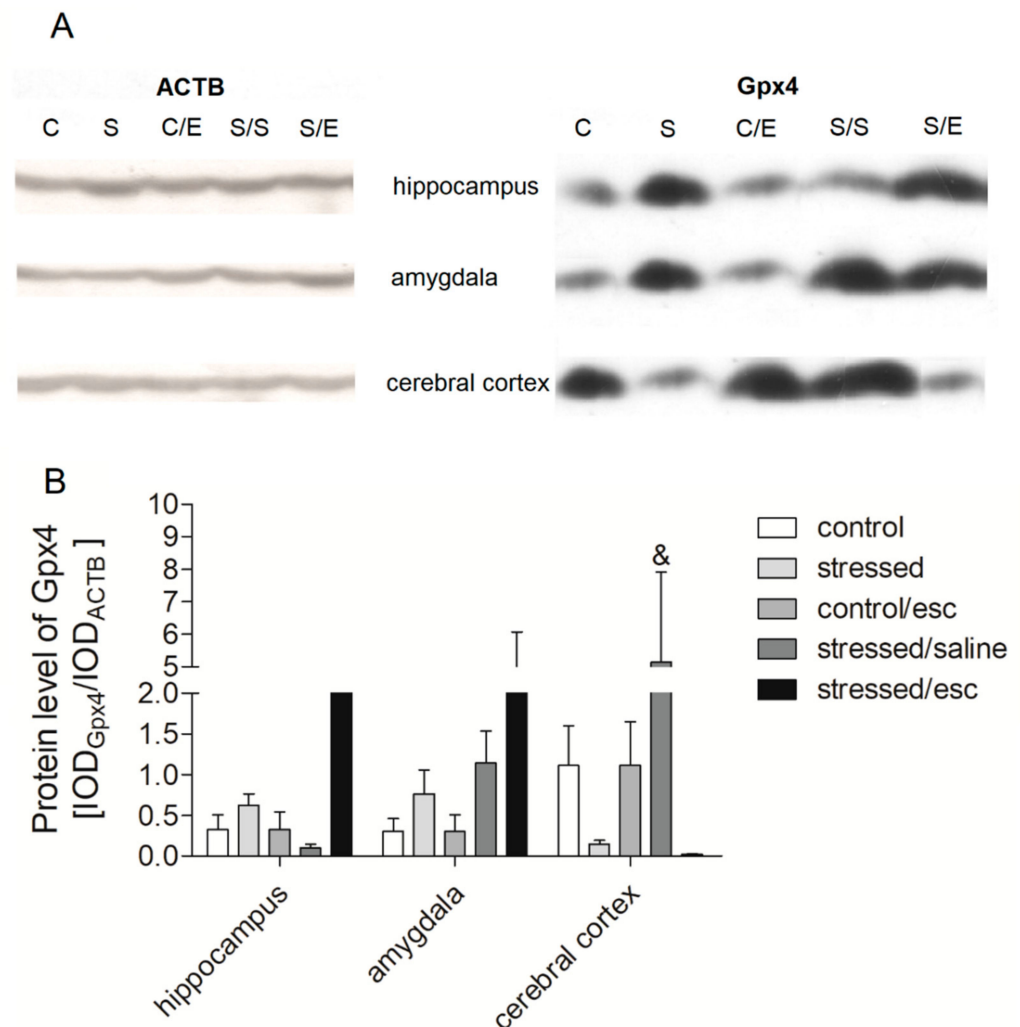 A
ACTB
Gpx4
C S C/E S/S S/E
C S C/E S/S S/E
hippocampus
amygdala
cerebral cortex
B
Protein level of Gpx4
[IOD_Gpx4/IOD_ACTB]
10
9
8
7
6
5
2.0
1.5
1.0
0.5
0.0
&
control
stressed
control/esc
stressed/saline
stressed/esc
hippocampus
amygdala
cerebral cortex